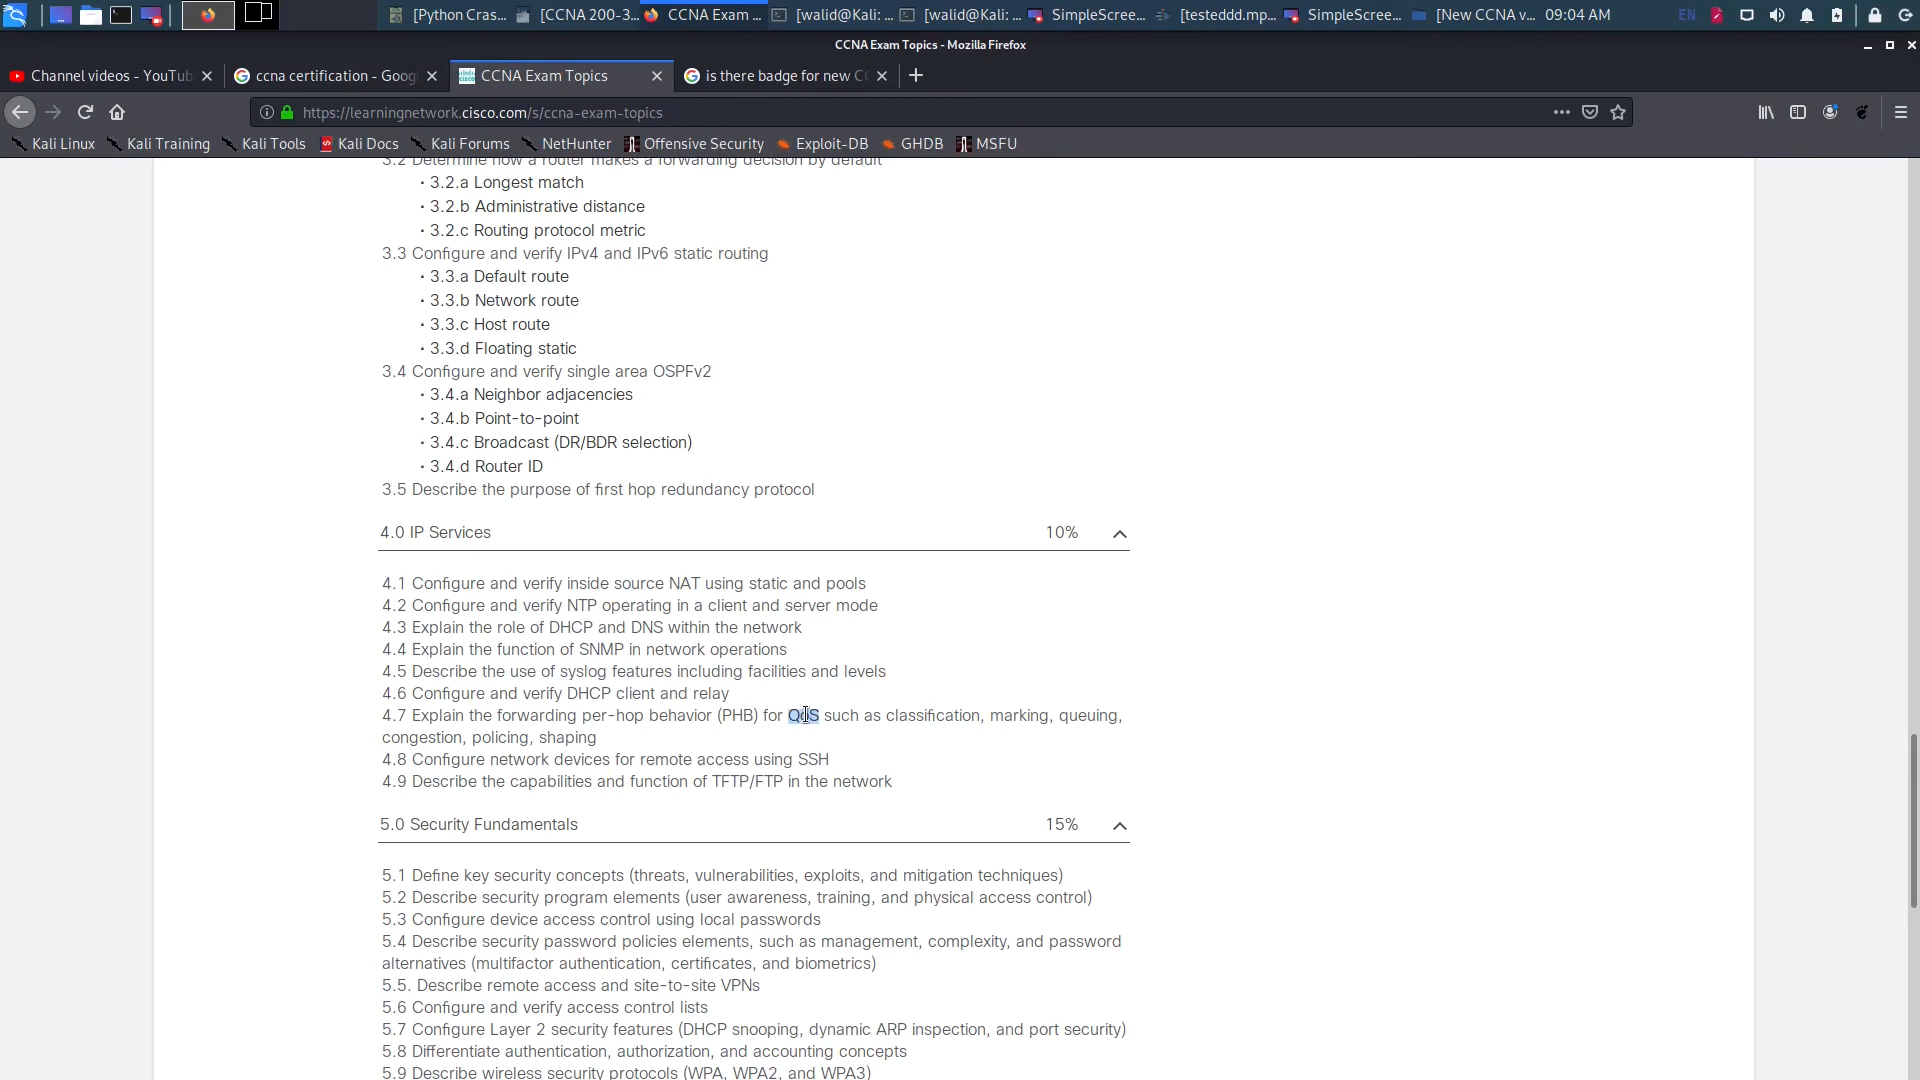 [Python Cras... [CCNA 200-3... CCNA Exam ... [walid@Kali: ... [walid@Kali: ... SimpleScree... [testeddd.mp... SimpleScree... [New CCNA v... 09:04 AM EN
CCNA Exam Topics - Mozilla Firefox
Channel videos - YouTub ccna certification - Goog CCNA Exam Topics is there badge for new CC
https://learningnetwork.cisco.com/s/ccna-exam-topics
Kali Linux Kali Training Kali Tools Kali Docs Kali Forums NetHunter Offensive Security Exploit-DB GHDB MSFU
3.2 Determine how a router makes a forwarding decision by default
• 3.2.a Longest match
• 3.2.b Administrative distance
• 3.2.c Routing protocol metric
3.3 Configure and verify IPv4 and IPv6 static routing
• 3.3.a Default route
• 3.3.b Network route
• 3.3.c Host route
• 3.3.d Floating static
3.4 Configure and verify single area OSPFv2
• 3.4.a Neighbor adjacencies
• 3.4.b Point-to-point
• 3.4.c Broadcast (DR/BDR selection)
• 3.4.d Router ID
3.5 Describe the purpose of first hop redundancy protocol
4.0 IP Services 10%
4.1 Configure and verify inside source NAT using static and pools
4.2 Configure and verify NTP operating in a client and server mode
4.3 Explain the role of DHCP and DNS within the network
4.4 Explain the function of SNMP in network operations
4.5 Describe the use of syslog features including facilities and levels
4.6 Configure and verify DHCP client and relay
4.7 Explain the forwarding per-hop behavior (PHB) for QoS such as classification, marking, queuing,
congestion, policing, shaping
4.8 Configure network devices for remote access using SSH
4.9 Describe the capabilities and function of TFTP/FTP in the network
5.0 Security Fundamentals 15%
5.1 Define key security concepts (threats, vulnerabilities, exploits, and mitigation techniques)
5.2 Describe security program elements (user awareness, training, and physical access control)
5.3 Configure device access control using local passwords
5.4 Describe security password policies elements, such as management, complexity, and password
alternatives (multifactor authentication, certificates, and biometrics)
5.5. Describe remote access and site-to-site VPNs
5.6 Configure and verify access control lists
5.7 Configure Layer 2 security features (DHCP snooping, dynamic ARP inspection, and port security)
5.8 Differentiate authentication, authorization, and accounting concepts
5.9 Describe wireless security protocols (WPA, WPA2, and WPA3)